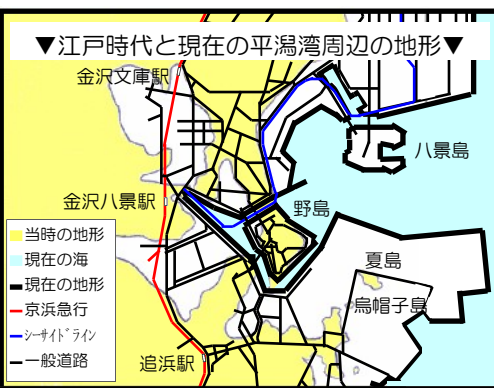 ▼江戸時代と現在の平潟湾周辺の地形▼
金沢文庫駅
八景島
金沢八景駅
野島
当時の地形
現在の海
現在の地形
京浜急行
シーサイドライン
一般道路
夏島
烏帽子島
追浜駅